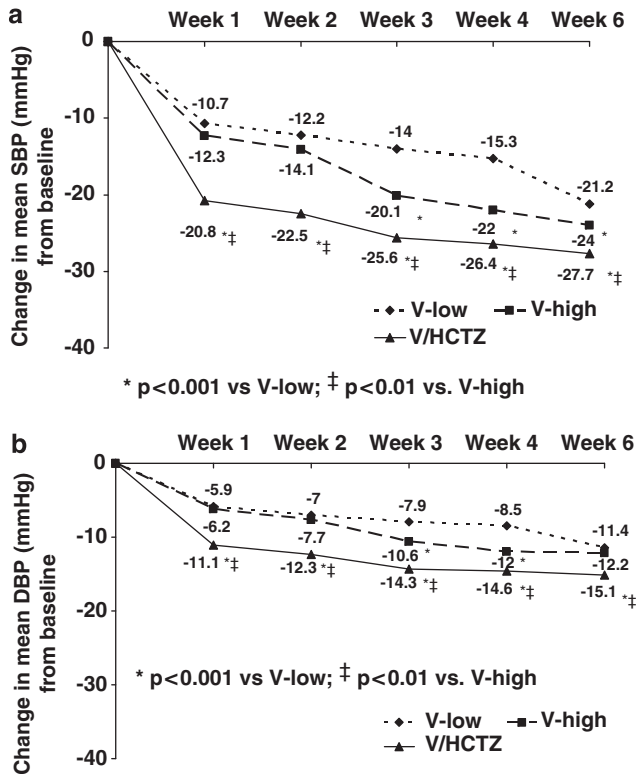 a
Week 1 Week 2 Week 3 Week 4 Week 6
Change in mean SBP (mmHg)
from baseline
0
-10
-20
-30
-40
-10.7 -12.2 -14 -15.3 -21.2
-12.3 -14.1 -20.1 * -22 * -24 *
-20.8 *‡ -22.5 *‡ -25.6 *‡ -26.4 *‡ -27.7 *‡
V-low V-high
V/HCTZ
* p<0.001 vs V-low; ‡ p<0.01 vs. V-high
b
Week 1 Week 2 Week 3 Week 4 Week 6
Change in mean DBP (mmHg)
from baseline
0
-10
-20
-30
-40
-5.9 -7 -7.9 -8.5 -11.4
-6.2 -7.7 -10.6 * -12 * -12.2
-11.1 *‡ -12.3 *‡ -14.3 *‡ -14.6 *‡ -15.1 *‡
* p<0.001 vs V-low; ‡ p<0.01 vs. V-high
V-low V-high
V/HCTZ